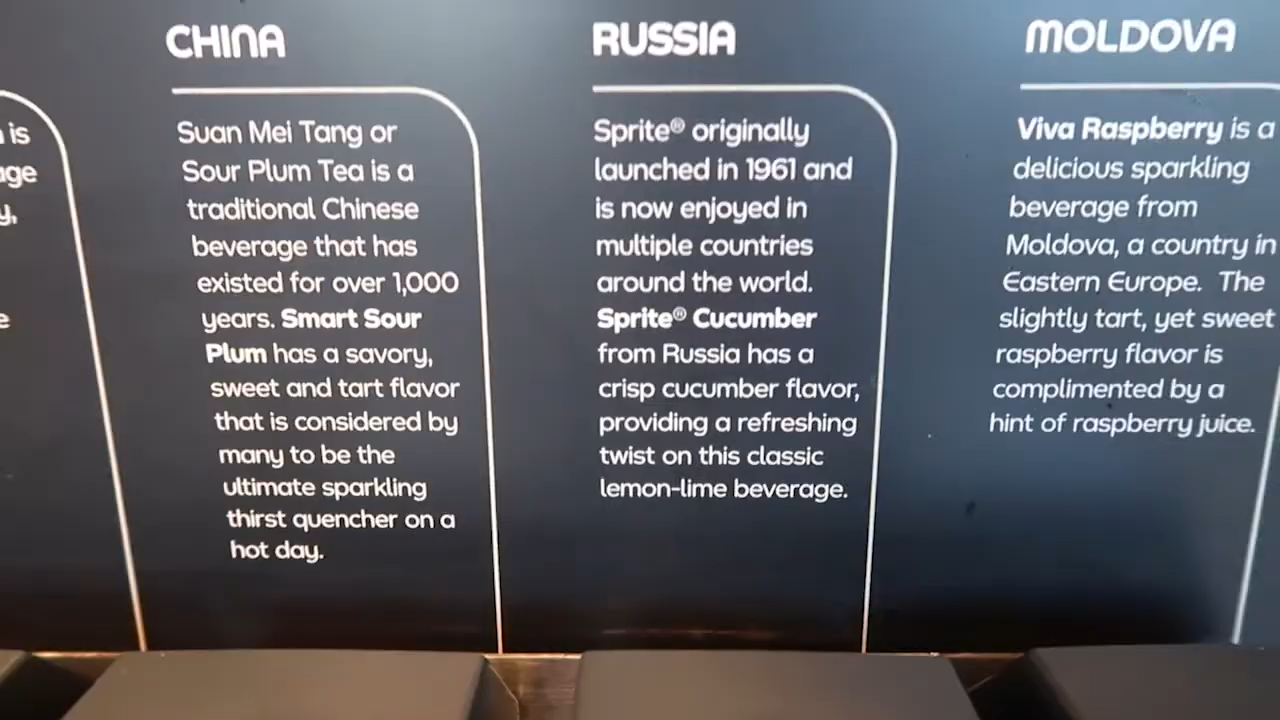 CHINA
Suan Mei Tang or
Sour Plum Tea is a
traditional Chinese
beverage that has
existed for over 1,000
years. Smart Sour
Plum has a savory,
sweet and tart flavor
that is considered by
many to be the
ultimate sparkling
thirst quencher on a
hot day.
RUSSIA
Sprite® originally
launched in 1961 and
is now enjoyed in
multiple countries
around the world.
Sprite® Cucumber
from Russia has a
crisp cucumber flavor,
providing a refreshing
twist on this classic
lemon-lime beverage.
MOLDOVA
Viva Raspberry is a
delicious sparkling
beverage from
Moldova, a country in
Eastern Europe. The
slightly tart, yet sweet
raspberry flavor is
complimented by a
hint of raspberry juice.